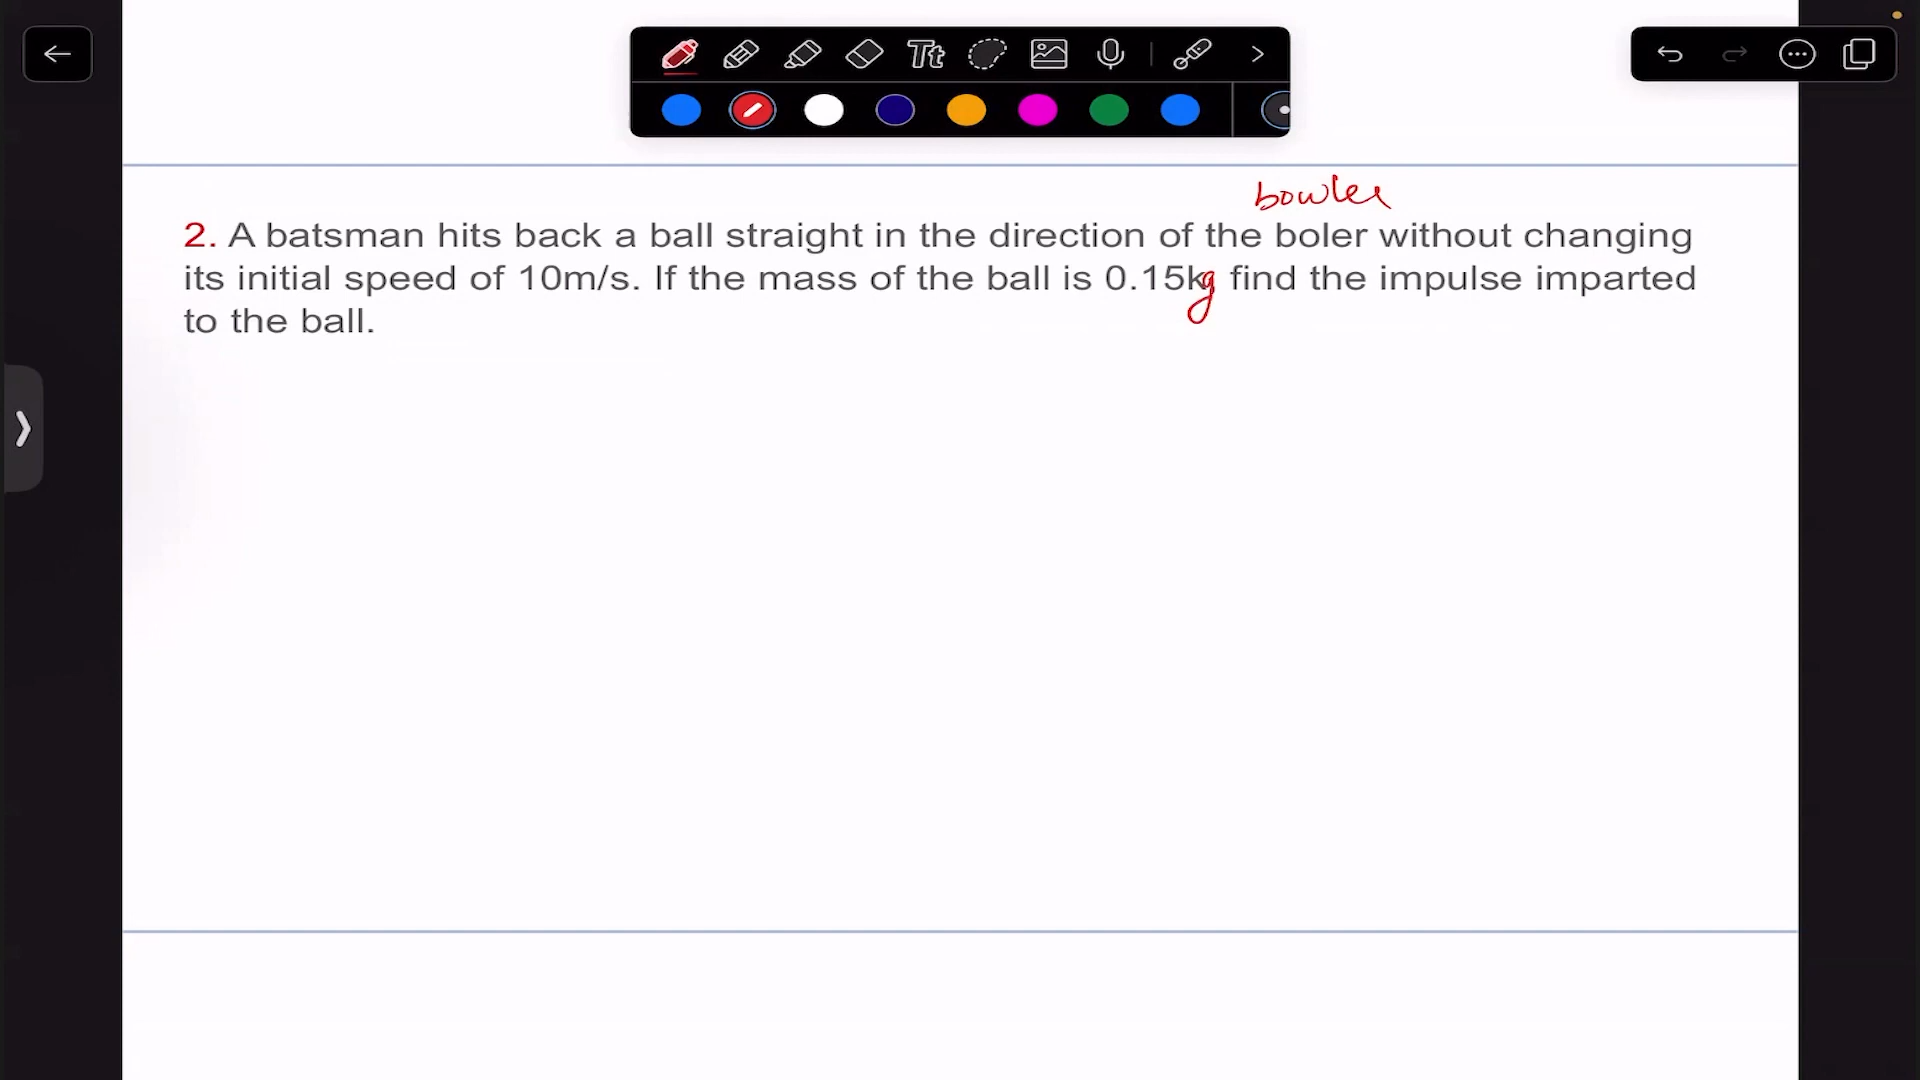 Tt
bowler
2. A batsman hits back a ball straight in the direction of the boler without changing
its initial speed of 10m/s. If the mass of the ball is 0.15kg find the impulse imparted
to the ball.